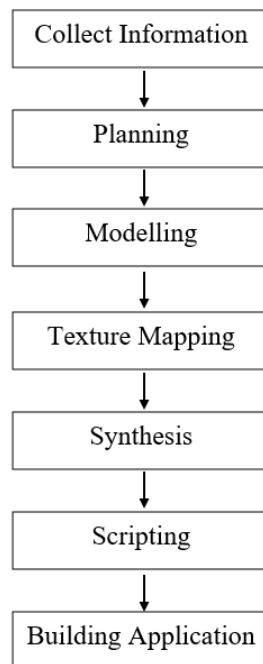 Collect Information
Planning
Modelling
Texture Mapping
Synthesis
Scripting
Building Application